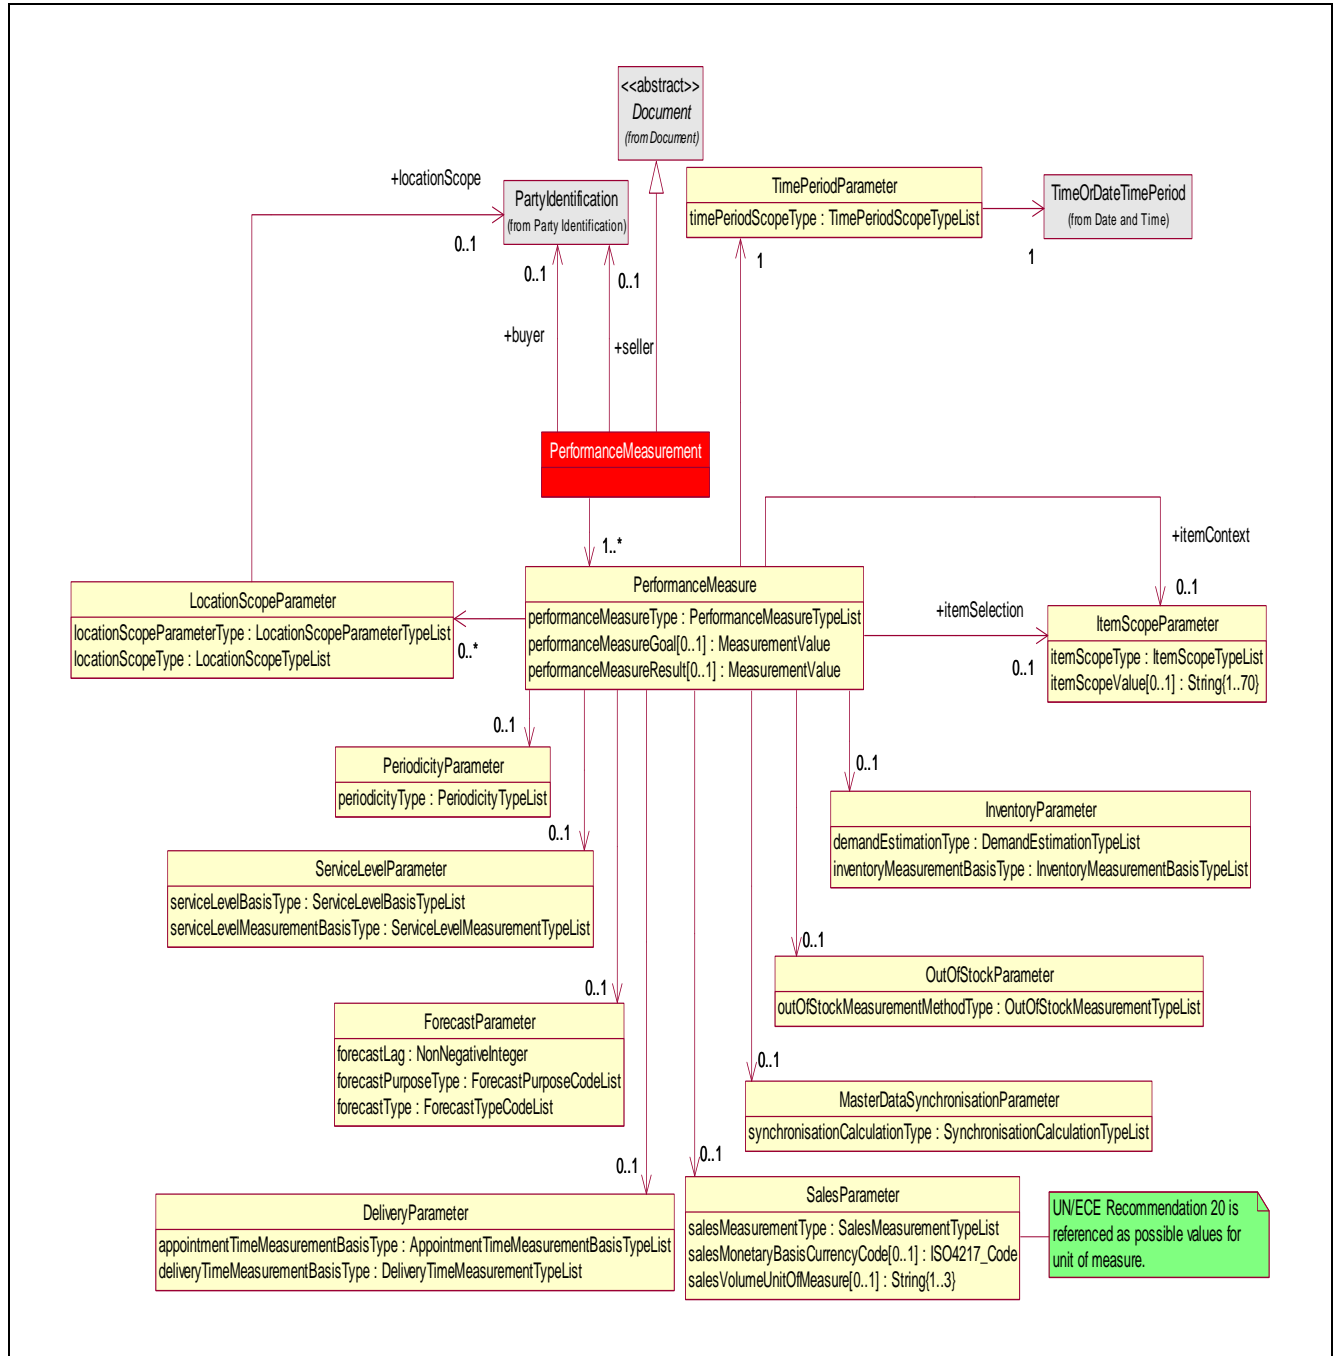 <<abstract>>
Document
(from Document)
+locationScope
PartyIdentification
(from Party Identification)
0..1
0..1
0..1
TimePeriodParameter
timePeriodScopeType : TimePeriodScopeTypeList
TimeOrDateTimePeriod
(from Date and Time)
1
1
+buyer
+seller
PerformanceMeasurement
1..*
+itemContext
0..1
PerformanceMeasure
performanceMeasureType : PerformanceMeasureTypeList
performanceMeasureGoal[0..1] : MeasurementValue
performanceMeasureResult[0..1] : MeasurementValue
LocationScopeParameter
locationScopeParameterType : LocationScopeParameterTypeList
locationScopeType : LocationScopeTypeList
0..*
+itemSelection
0..1
ItemScopeParameter
itemScopeType : ItemScopeTypeList
itemScopeValue[0..1] : String{1..70}
0..1
PeriodicityParameter
periodicityType : PeriodicityTypeList
0..1
InventoryParameter
demandEstimationType : DemandEstimationTypeList
inventoryMeasurementBasisType : InventoryMeasurementBasisTypeList
0..1
ServiceLevelParameter
serviceLevelBasisType : ServiceLevelBasisTypeList
serviceLevelMeasurementBasisType : ServiceLevelMeasurementTypeList
0..1
OutOfStockParameter
outOfStockMeasurementMethodType : OutOfStockMeasurementTypeList
0..1
ForecastParameter
forecastLag : NonNegativeInteger
forecastPurposeType : ForecastPurposeCodeList
forecastType : ForecastTypeCodeList
0..1
MasterDataSynchronisationParameter
synchronisationCalculationType : SynchronisationCalculationTypeList
0..1
DeliveryParameter
appointmentTimeMeasurementBasisType : AppointmentTimeMeasurementBasisTypeList
deliveryTimeMeasurementBasisType : DeliveryTimeMeasurementTypeList
0..1
SalesParameter
salesMeasurementType : SalesMeasurementTypeList
salesMonetaryBasisCurrencyCode[0..1] : ISO4217_Code
salesVolumeUnitOfMeasure[0..1] : String{1..3}
UN/ECE Recommendation 20 is
referenced as possible values for
unit of measure.